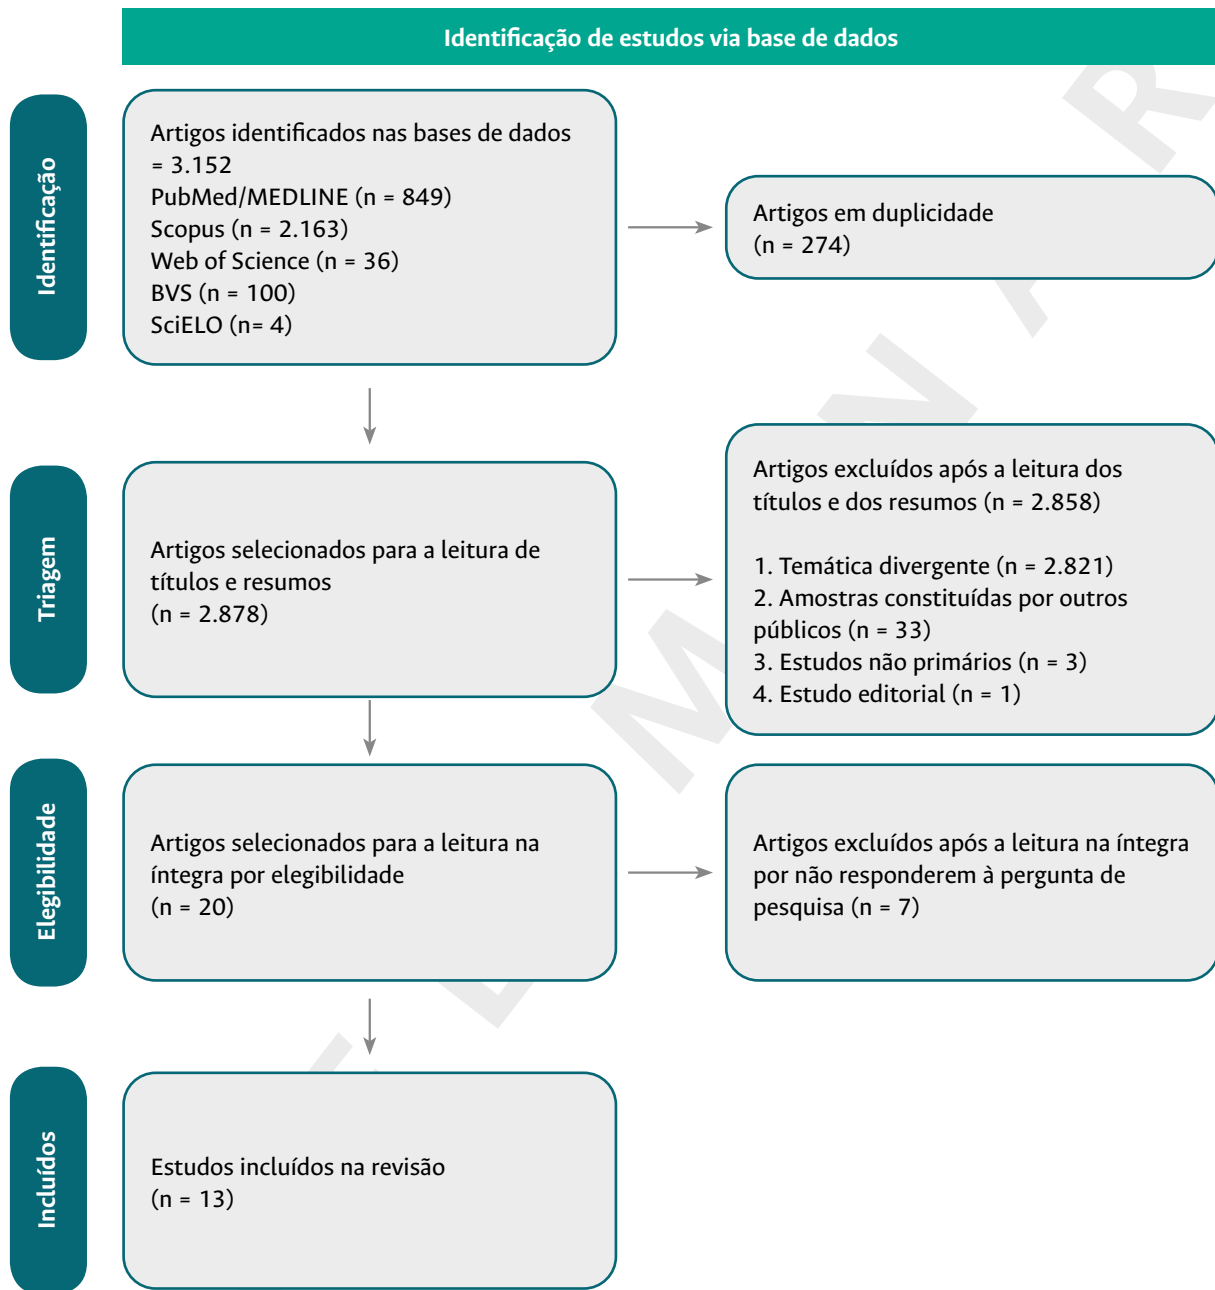 Identificação de estudos via base de dados
Identificação
Artigos identificados nas bases de dados
= 3.152
PubMed/MEDLINE (n = 849)
Scopus (n = 2.163)
Web of Science (n = 36)
BVS (n = 100)
SciELO (n= 4)
Artigos em duplicidade
(n = 274)
Triagem
Artigos selecionados para a leitura de
títulos e resumos
(n = 2.878)
Artigos excluídos após a leitura dos
títulos e dos resumos (n = 2.858)
1. Temática divergente (n = 2.821)
2. Amostras constituídas por outros
públicos (n = 33)
3. Estudos não primários (n = 3)
4. Estudo editorial (n = 1)
Elegibilidade
Artigos selecionados para a leitura na
íntegra por elegibilidade
(n = 20)
Artigos excluídos após a leitura na íntegra
por não responderem à pergunta de
pesquisa (n = 7)
Incluídos
Estudos incluídos na revisão
(n = 13)